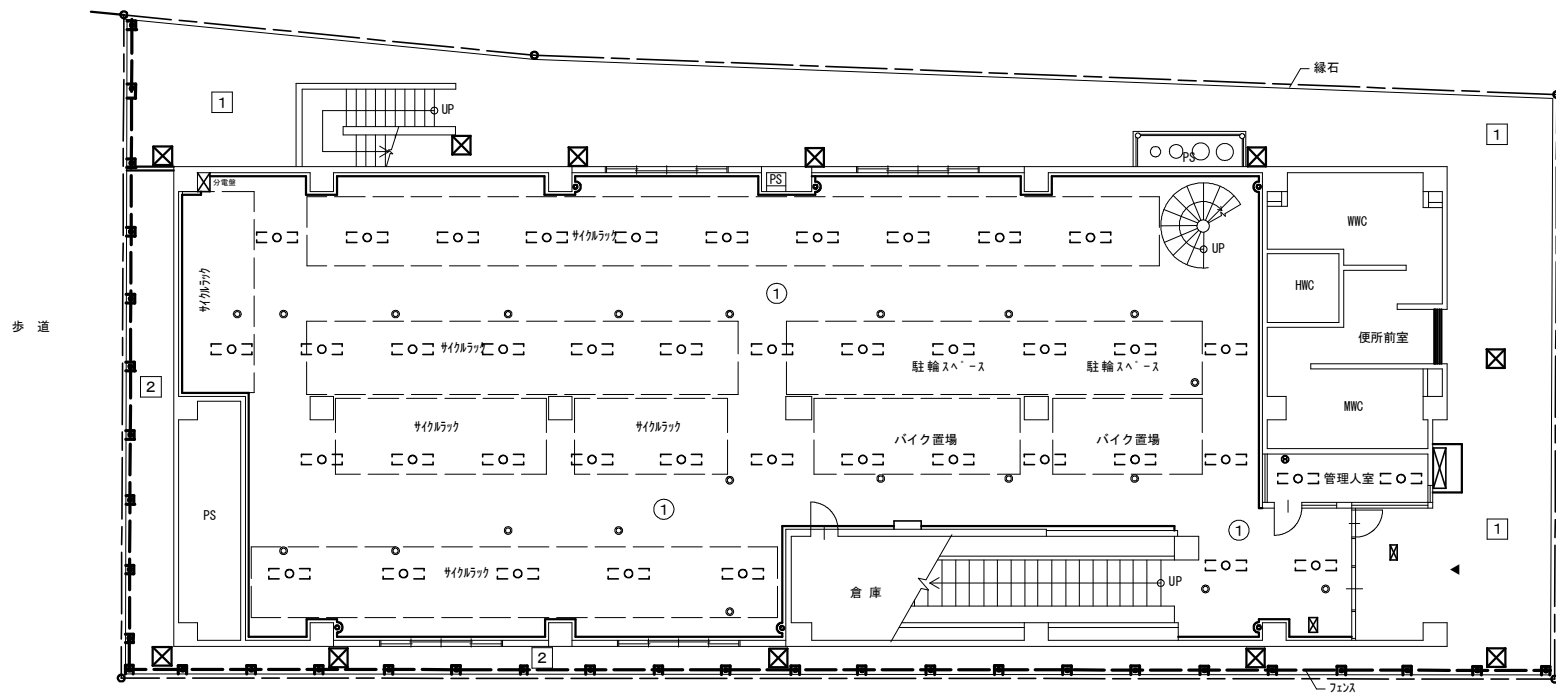 縁石
1
UP
1
PS
分電盤
PS
WWC
サイクルラック
サイクルラック
UP
HWC
①
歩 道
便所前室
サイクルラック
駐輪スペース
駐輪スペース
2
MWC
サイクルラック
サイクルラック
バイク置場
バイク置場
管理人室
PS
①
①
1
サイクルラック
倉 庫
UP
2
フェンス